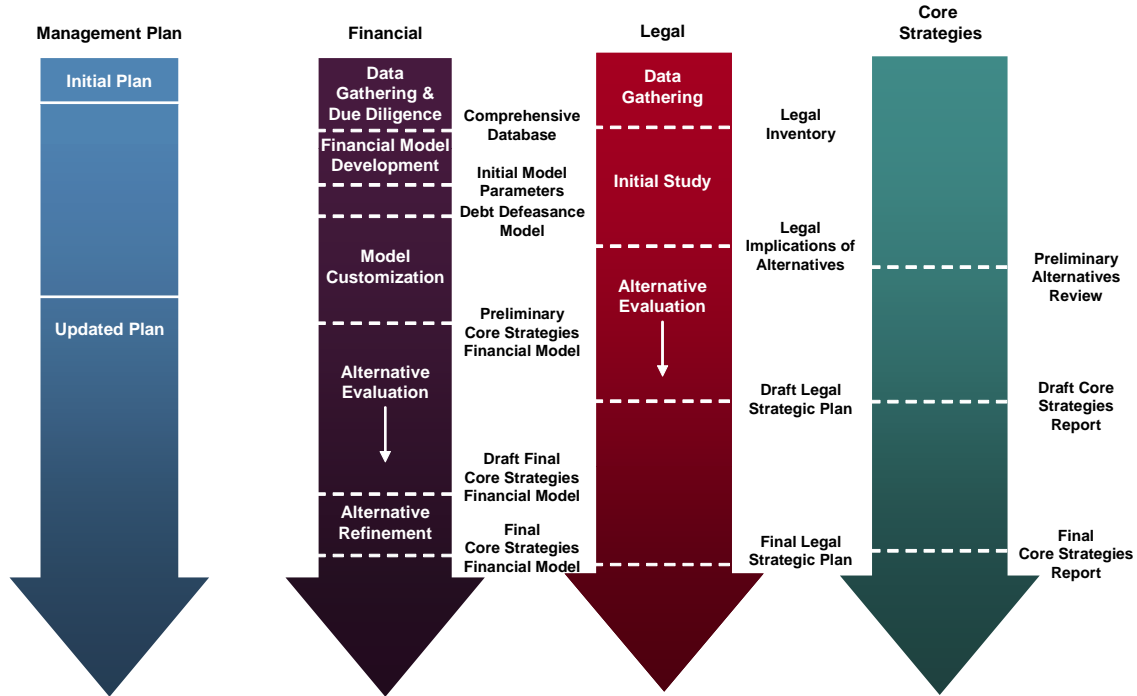 Management Plan
Initial Plan
Updated Plan
Financial
Data
Gathering &
Due Diligence
Financial Model
Development
Model
Customization
Alternative
Evaluation
Alternative
Refinement
Comprehensive
Database
Initial Model
Parameters
Debt Defeasance
Model
Preliminary
Core Strategies
Financial Model
Draft Final
Core Strategies
Financial Model
Final
Core Strategies
Financial Model
Legal
Data
Gathering
Initial Study
Alternative
Evaluation
Legal
Inventory
Legal
Implications of
Alternatives
Draft Legal
Strategic Plan
Final Legal
Strategic Plan
Core
Strategies
Preliminary
Alternatives
Review
Draft Core
Strategies
Report
Final
Core Strategies
Report